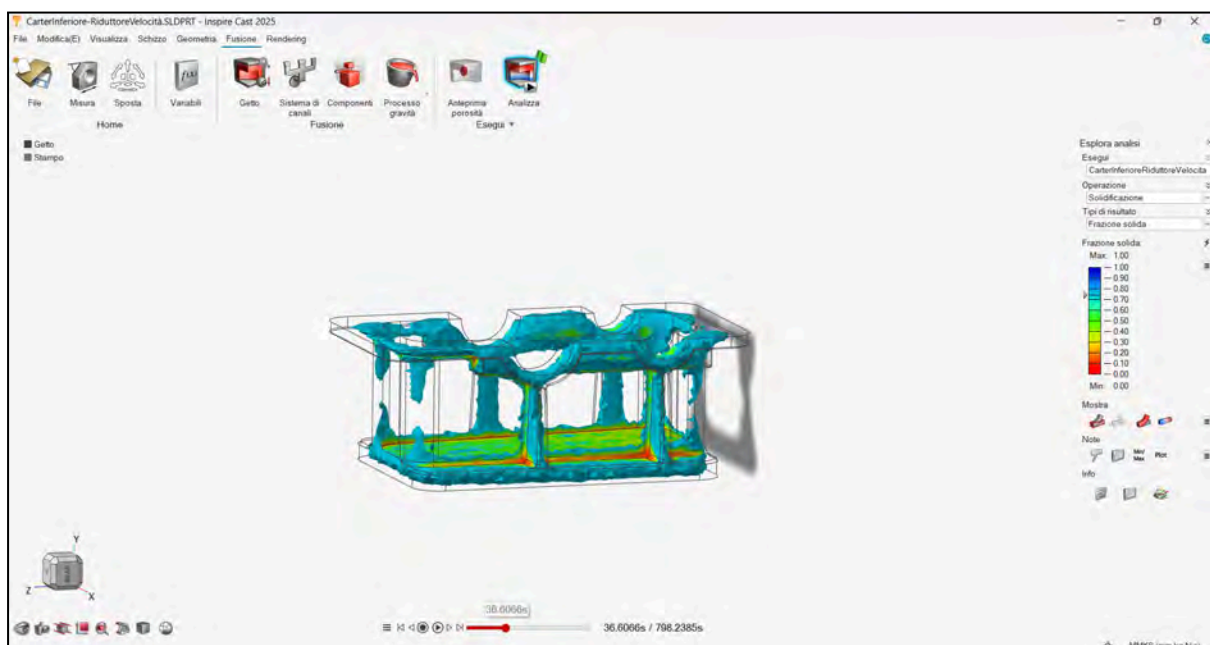 CarterInferiore-RiduttoreVelocità.SLDPRT - Inspire Cast 2025
File Modifica(E) Visualizza Schizzo Geometria Fusione Rendering
File Misura Sposta Variabili Getto Sistema di canali Componenti Processo gravità Anteprima porosità Analizza
Home Fusione Esegui
Getto
Stampo
Esplora analisi
Esegui
CarterInferioreRiduttoreVelocita
Operazione
Solidificazione
Tipi di risultato
Frazione solida
Frazione solida
Max: 1.00
1.00
0.90
0.80
0.70
0.60
0.50
0.40
0.30
0.20
0.10
0.00
Min: 0.00
Mostra
Note
Min/
Max
Plot
Info
Y
Z
X
36.6066s
36.6066s / 798.2385s